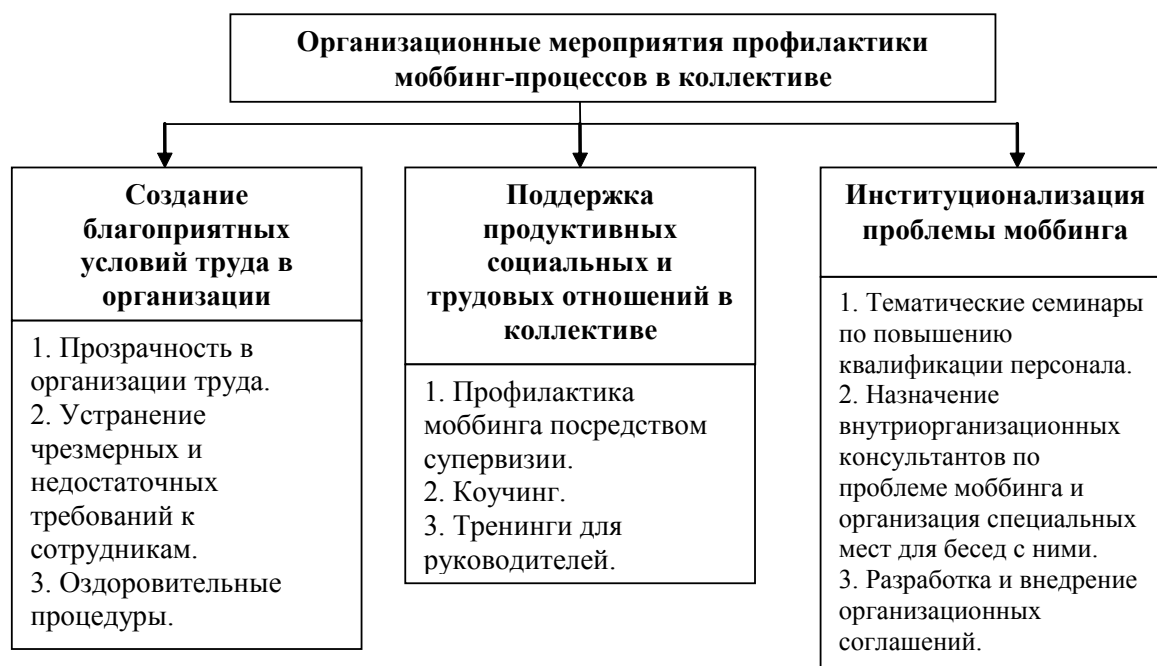 Организационные мероприятия профилактики
моббинг-процессов в коллективе
Создание
благоприятных
условий труда в
организации
1. Прозрачность в
организации труда.
2. Устранение
чрезмерных и
недостаточных
требований к
сотрудникам.
3. Оздоровительные
процедуры.
Поддержка
продуктивных
социальных и
трудовых отношений в
коллективе
1. Профилактика
моббинга посредством
супервизии.
2. Коучинг.
3. Тренинги для
руководителей.
Институционализация
проблемы моббинга
1. Тематические семинары
по повышению
квалификации персонала.
2. Назначение
внутриорганизационных
консультантов по
проблеме моббинга и
организация специальных
мест для бесед с ними.
3. Разработка и внедрение
организационных
соглашений.